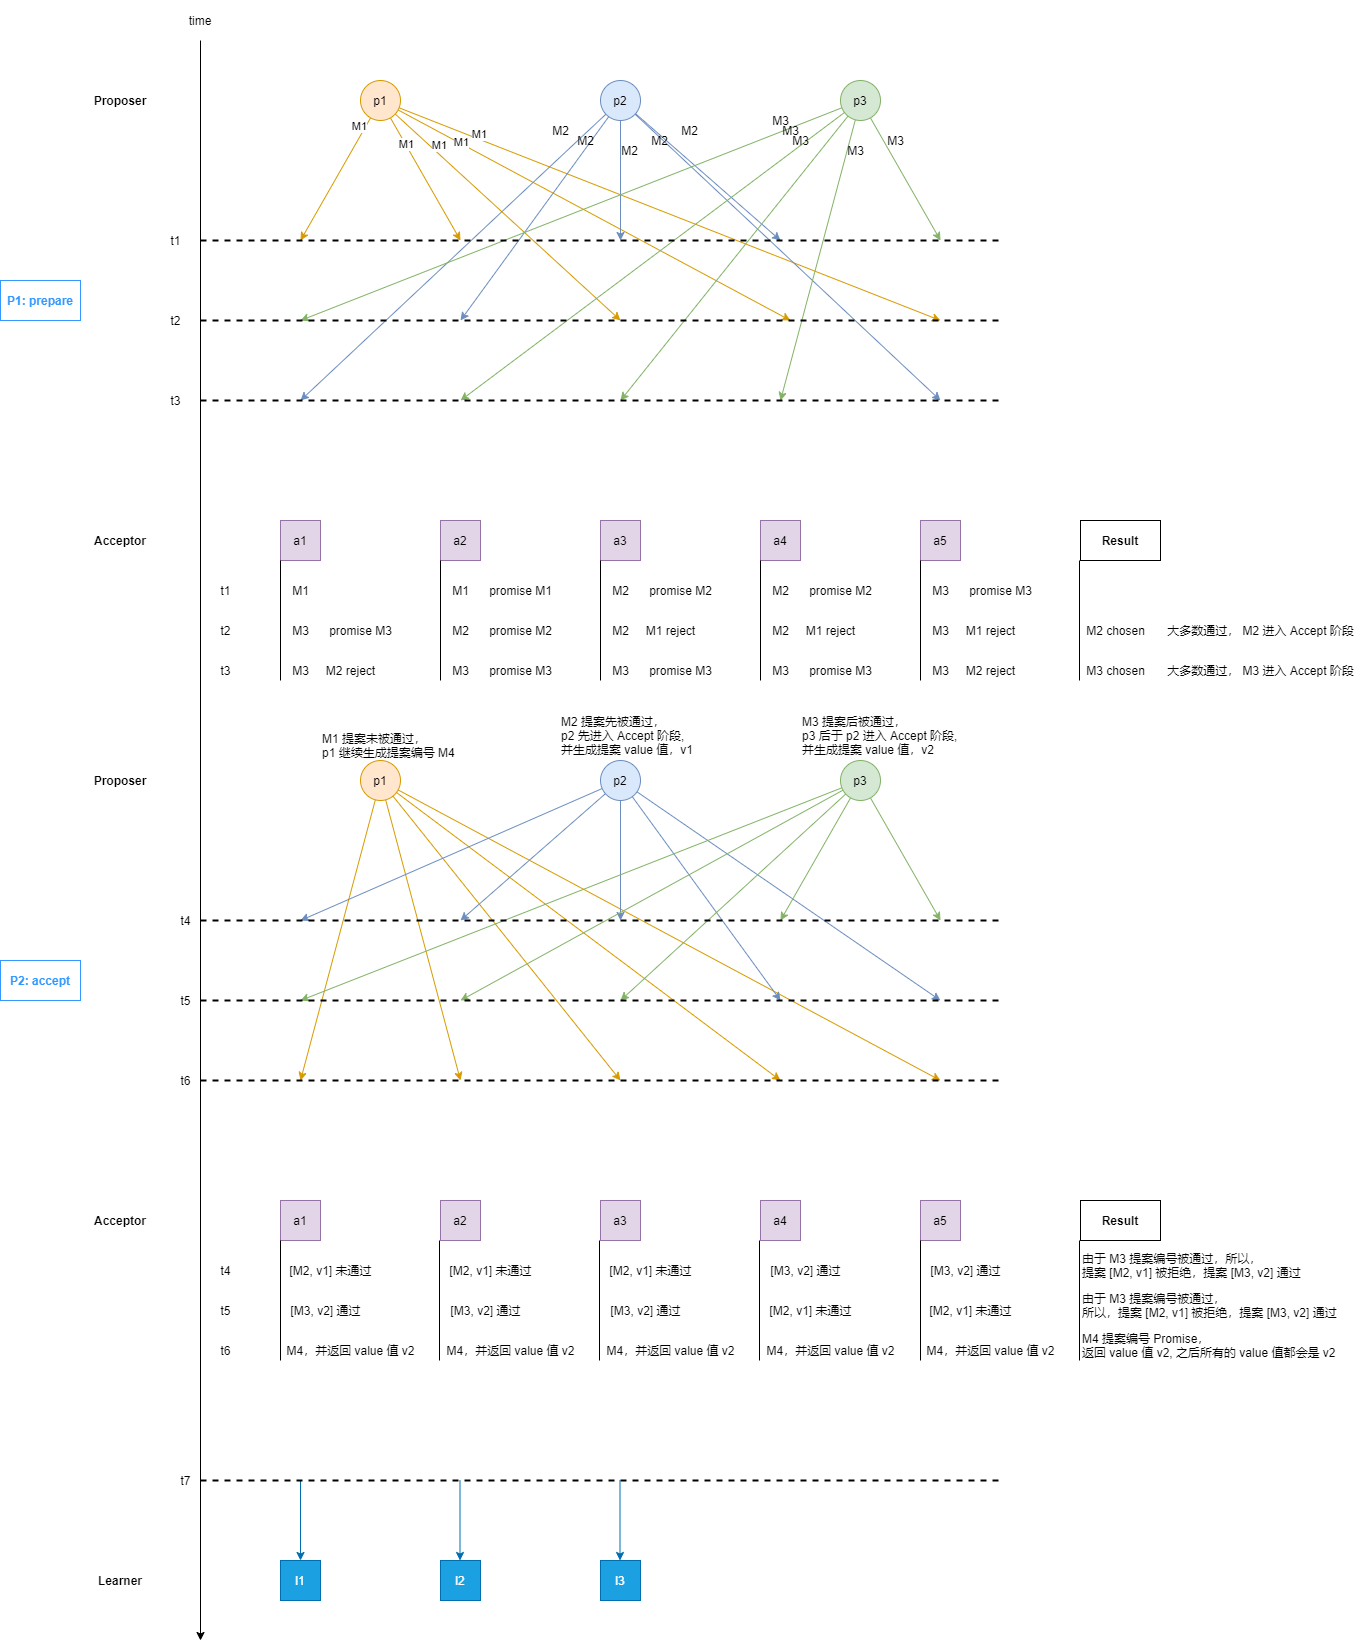 time
Proposer
p1
p2
p3
M1
M1
M1
M1
M1
M2
M2
M2
M2
M2
M3
M3
M3
M3
M3
t1
P1: prepare
t2
t3
Acceptor
a1
a2
a3
a4
a5
Result
t1
M1
M1 promise M1
M2 promise M2
M2 promise M2
M3 promise M3
t2
M3 promise M3
M2 promise M2
M2 M1 reject
M2 M1 reject
M3 M1 reject
M2 chosen 大多数通过， M2 进入 Accept 阶段
t3
M3 M2 reject
M3 promise M3
M3 promise M3
M3 promise M3
M3 M2 reject
M3 chosen 大多数通过， M3 进入 Accept 阶段
M1 提案未被通过，
p1 继续生成提案编号 M4
M2 提案先被通过，
p2 先进入 Accept 阶段,
并生成提案 value 值，v1
M3 提案后被通过，
p3 后于 p2 进入 Accept 阶段,
并生成提案 value 值，v2
Proposer
p1
p2
p3
t4
P2: accept
t5
t6
Acceptor
a1
a2
a3
a4
a5
Result
t4
[M2, v1] 未通过
[M2, v1] 未通过
[M2, v1] 未通过
[M3, v2] 通过
[M3, v2] 通过
由于 M3 提案编号被通过，所以，
提案 [M2, v1] 被拒绝，提案 [M3, v2] 通过
t5
[M3, v2] 通过
[M3, v2] 通过
[M3, v2] 通过
[M2, v1] 未通过
[M2, v1] 未通过
由于 M3 提案编号被通过，
所以，提案 [M2, v1] 被拒绝，提案 [M3, v2] 通过
t6
M4，并返回 value 值 v2
M4，并返回 value 值 v2
M4，并返回 value 值 v2
M4，并返回 value 值 v2
M4，并返回 value 值 v2
M4 提案编号 Promise，
返回 value 值 v2, 之后所有的 value 值都会是 v2
t7
Learner
l1
l2
l3